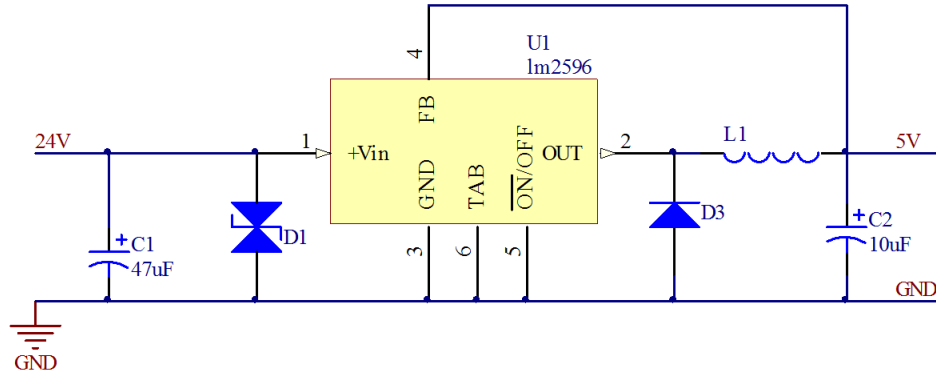 4
U1
lm2596
24V
1
+Vin
FB
OUT
2
L1
5V
GND
TAB
ON/OFF
D3
C1
47uF
D1
3
6
5
C2
10uF
GND
GND